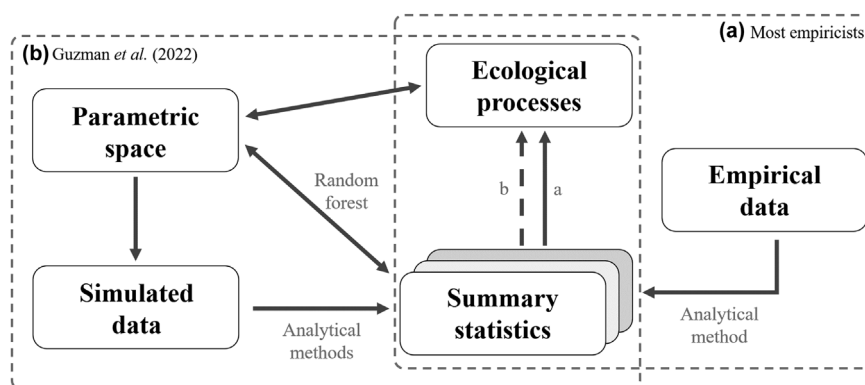 (a) Most empiricists
(b) Guzman et al. (2022)
Ecological
processes
Parametric
space
Random
forest
b
a
Empirical
data
Simulated
data
Analytical
methods
Summary
statistics
Analytical
method